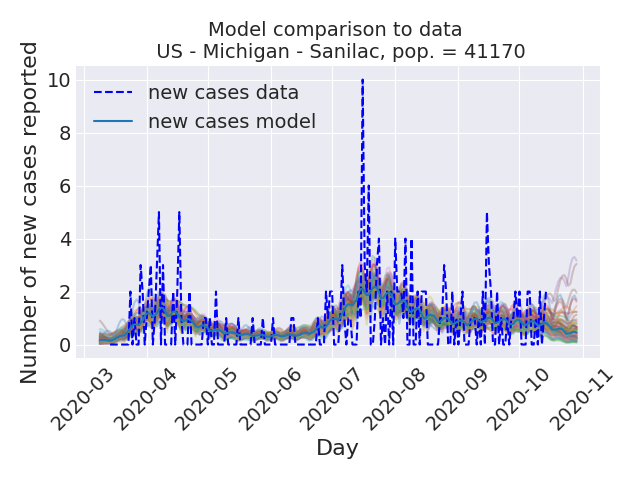 Model comparison to data
US - Michigan - Sanilac, pop. = 41170
Number of new cases reported
10
8
6
4
2
0
new cases data
new cases model
2020-03
2020-04
2020-05
2020-06
2020-07
2020-08
2020-09
2020-10
2020-11
Day